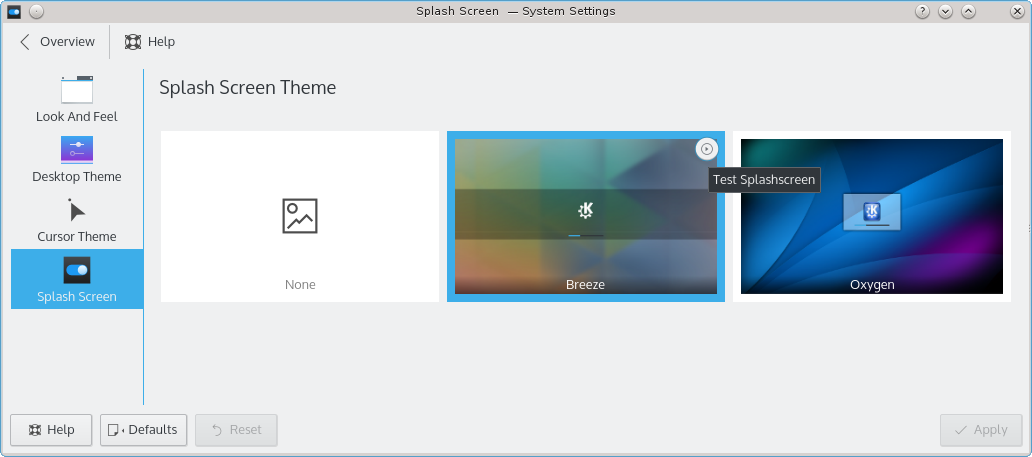 Splash Screen — System Settings
Overview
Help
Look And Feel
Desktop Theme
Cursor Theme
Splash Screen
Splash Screen Theme
None
Breeze
Test Splashscreen
Oxygen
Help
Defaults
Reset
Apply